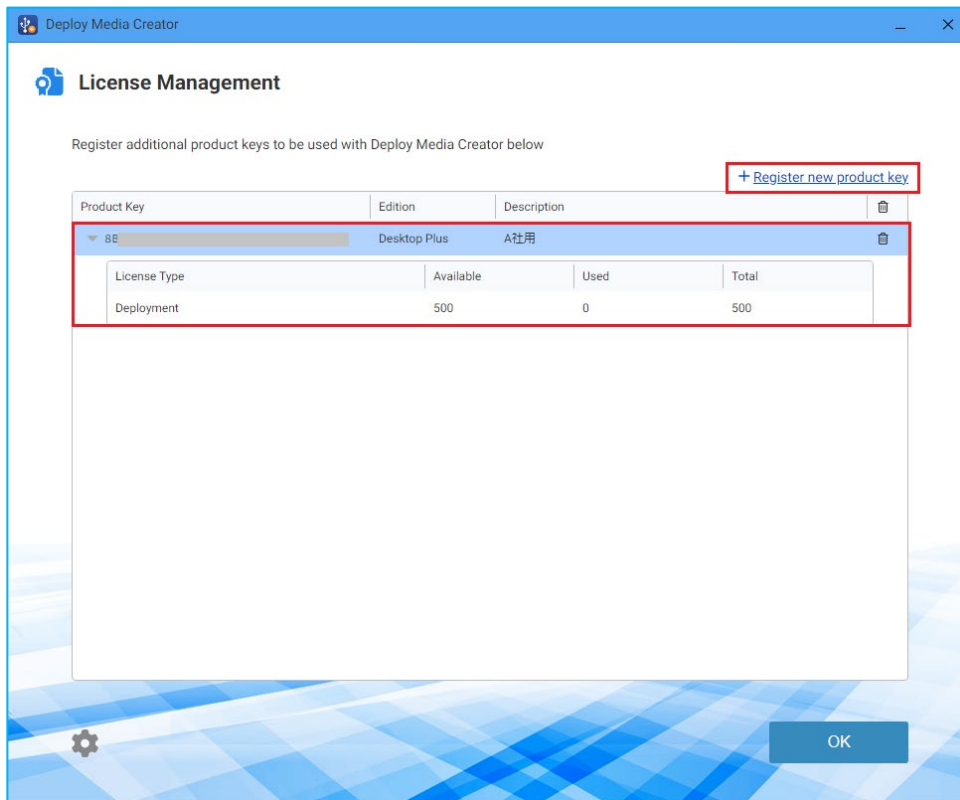 Deploy Media Creator
License Management
Register additional product keys to be used with Deploy Media Creator below
+ Register new product key
Product Key Edition Description
8E Desktop Plus A社用
License Type Available Used Total
Deployment 500 0 500
OK